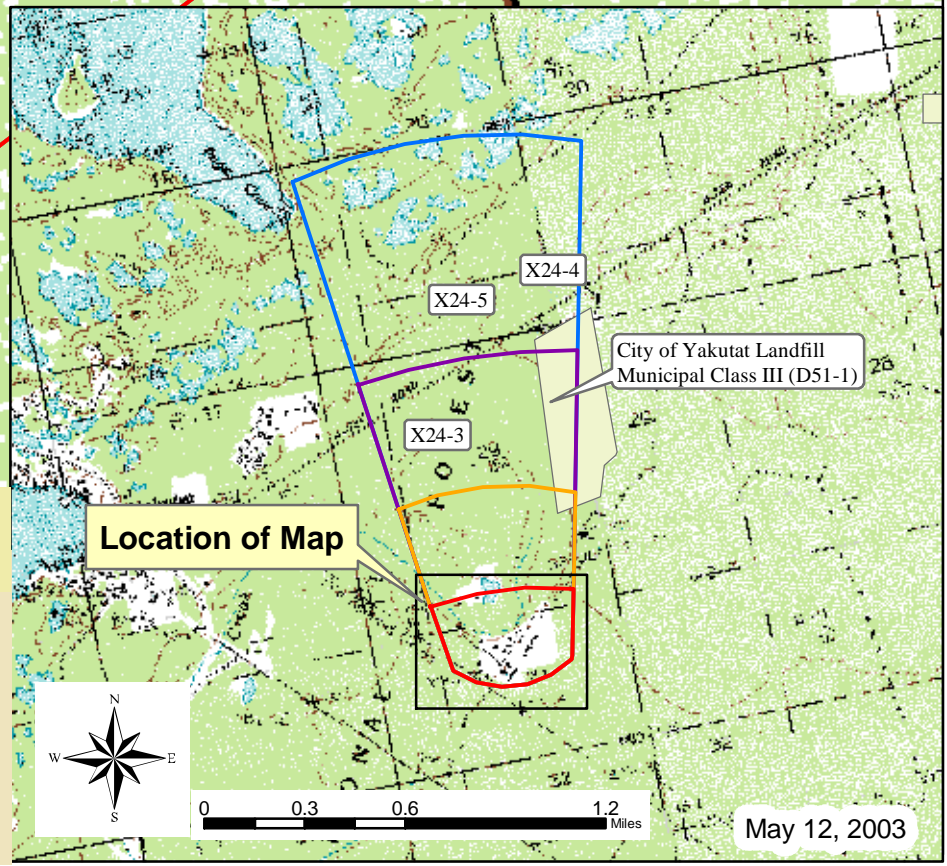 X24-4
X24-5
City of Yakutat Landfill
Municipal Class III (D51-1)
X24-3
Location of Map
N
W
E
S
0
0.3
0.6
1.2
Miles
May 12, 2003